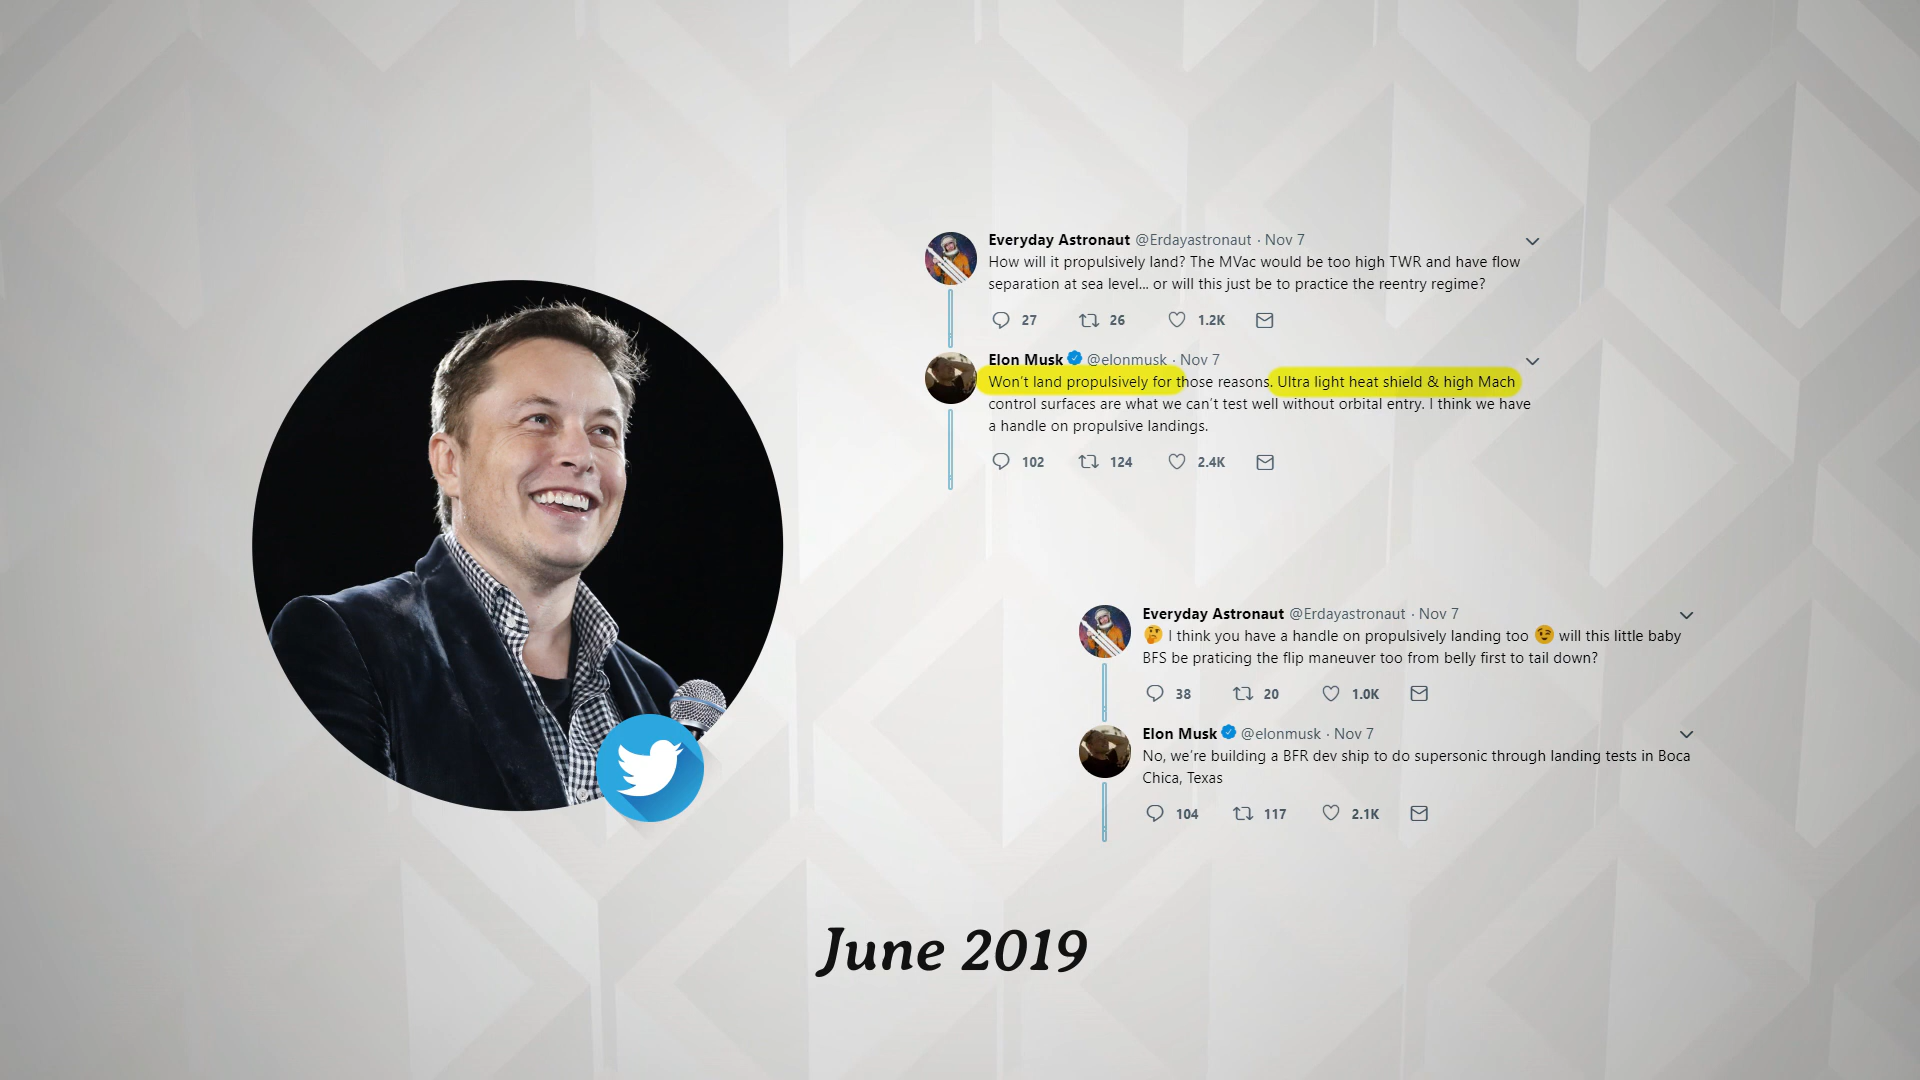 Everyday Astronaut @Erdayastronaut · Nov 7
How will it propulsively land? The MVac would be too high TWR and have flow
separation at sea level... or will this just be to practice the reentry regime?
27 26 1.2K
Elon Musk @elonmusk · Nov 7
Won't land propulsively for those reasons. Ultra light heat shield & high Mach
control surfaces are what we can't test well without orbital entry. I think we have
a handle on propulsive landings.
102 124 2.4K
Everyday Astronaut @Erdayastronaut · Nov 7
🤔 I think you have a handle on propulsively landing too 😉 will this little baby
BFS be praticing the flip maneuver too from belly first to tail down?
38 20 1.0K
Elon Musk @elonmusk · Nov 7
No, we're building a BFR dev ship to do supersonic through landing tests in Boca
Chica, Texas
104 117 2.1K
June 2019